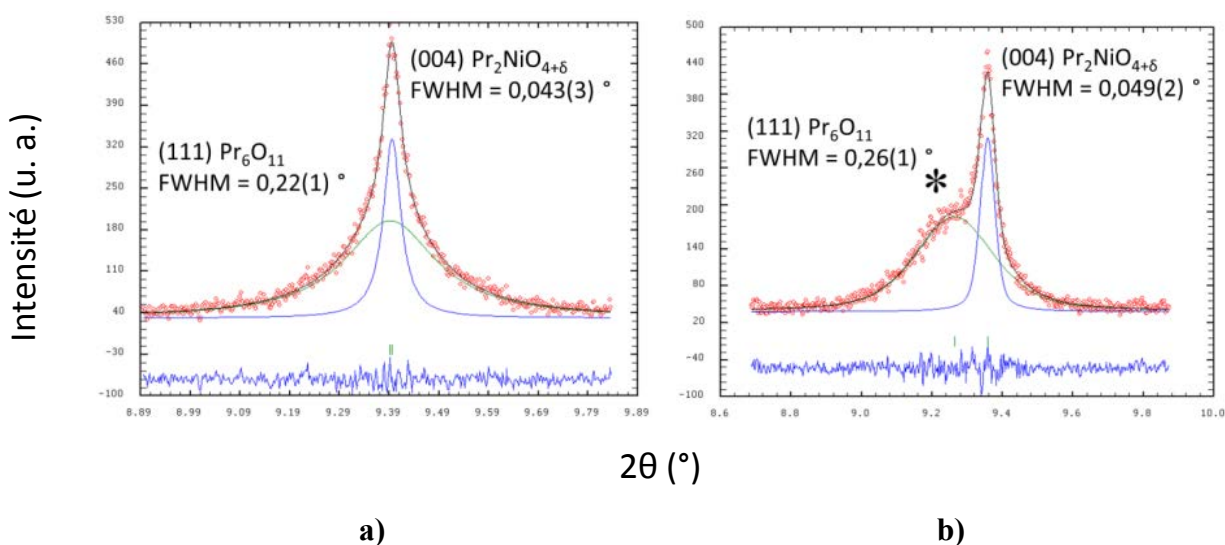 530
460
390
320
250
180
110
40
-30
-100
(004) Pr2NiO4+δ
FWHM = 0,043(3) °
(111) Pr6O11
FWHM = 0,22(1) °
8.89 8.99 9.09 9.19 9.29 9.39 9.49 9.59 9.69 9.79 9.89
500
440
380
320
260
200
140
80
20
-40
-100
(004) Pr2NiO4+δ
FWHM = 0,049(2) °
(111) Pr6O11
FWHM = 0,26(1) °
*
8.6 8.8 9.0 9.2 9.4 9.6 9.8 10.0
Intensité (u. a.)
2θ (°)
a) b)